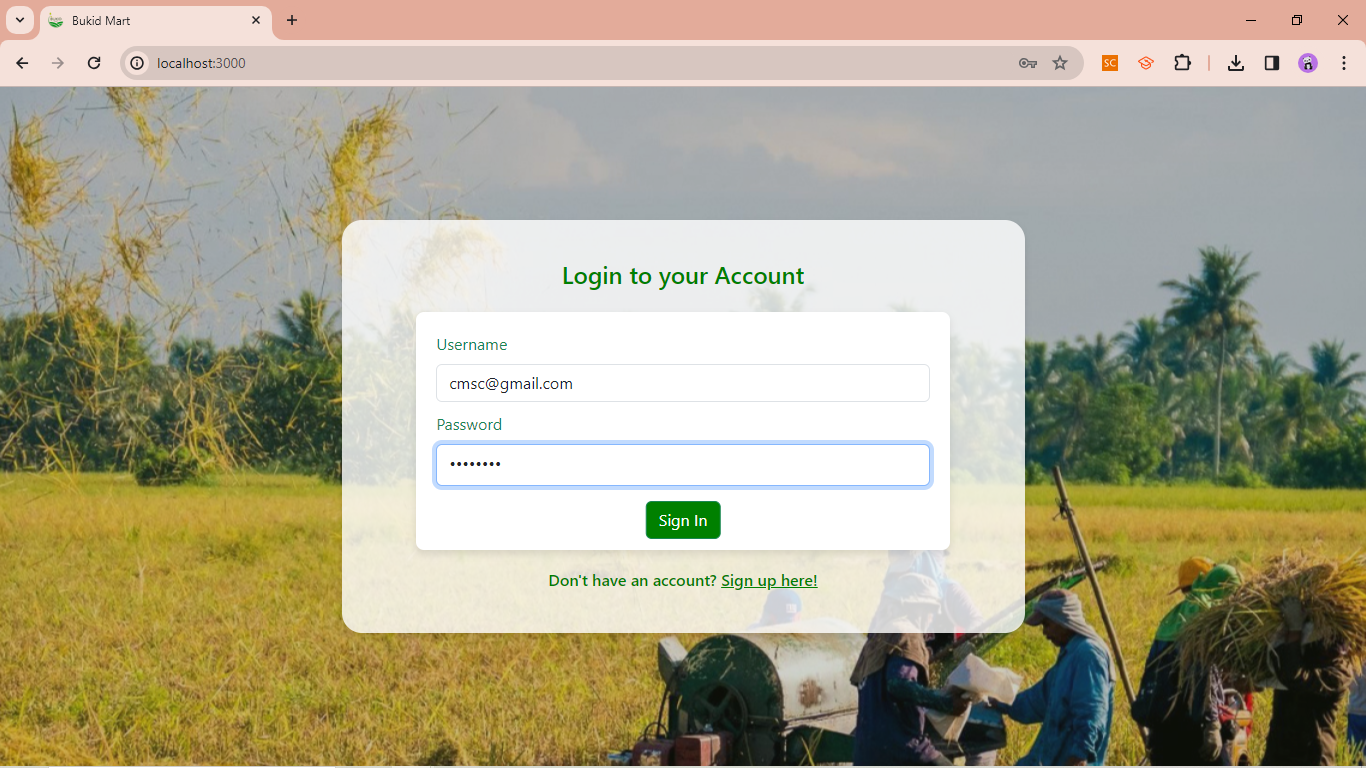 Bukid Mart
localhost:3000
SC
Login to your Account
Username
cmsc@gmail.com
Password
••••••••
Sign In
Don't have an account? Sign up here!